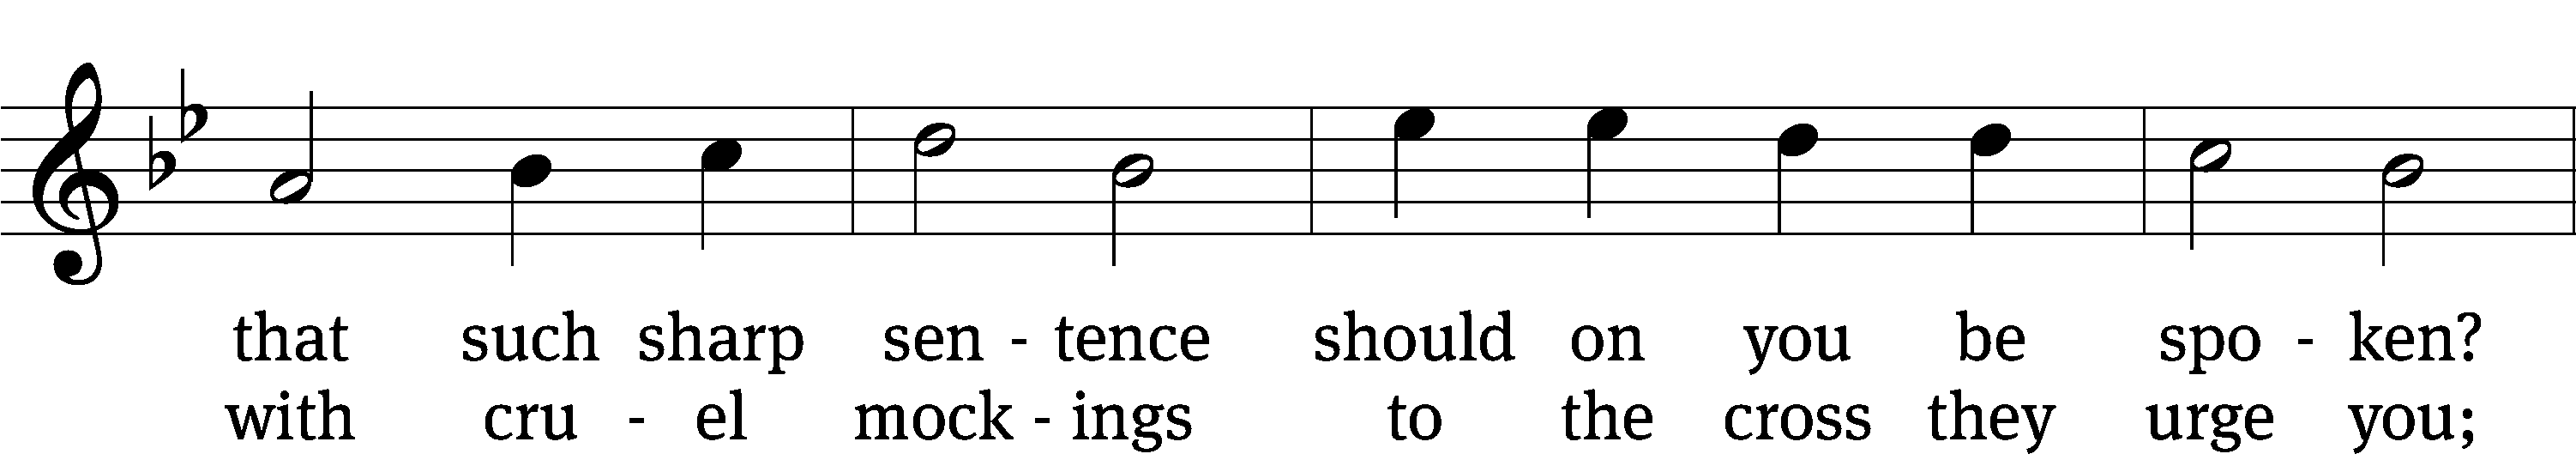 that such sharp sen - tence should on you be spo - ken?
with cru - el mock - ings to the cross they urge you;